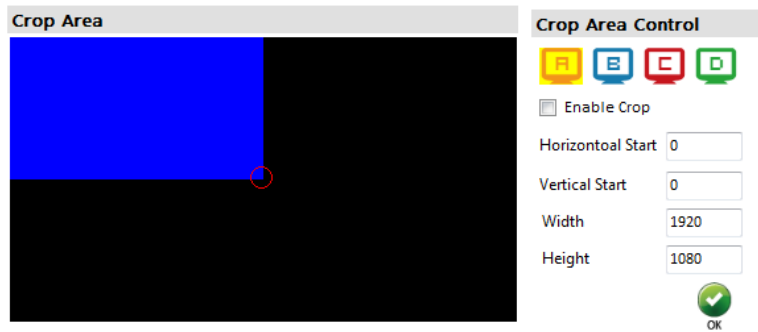 Crop Area
Crop Area Control
A B C D
Enable Crop
Horizontoal Start 0
Vertical Start 0
Width 1920
Height 1080
OK